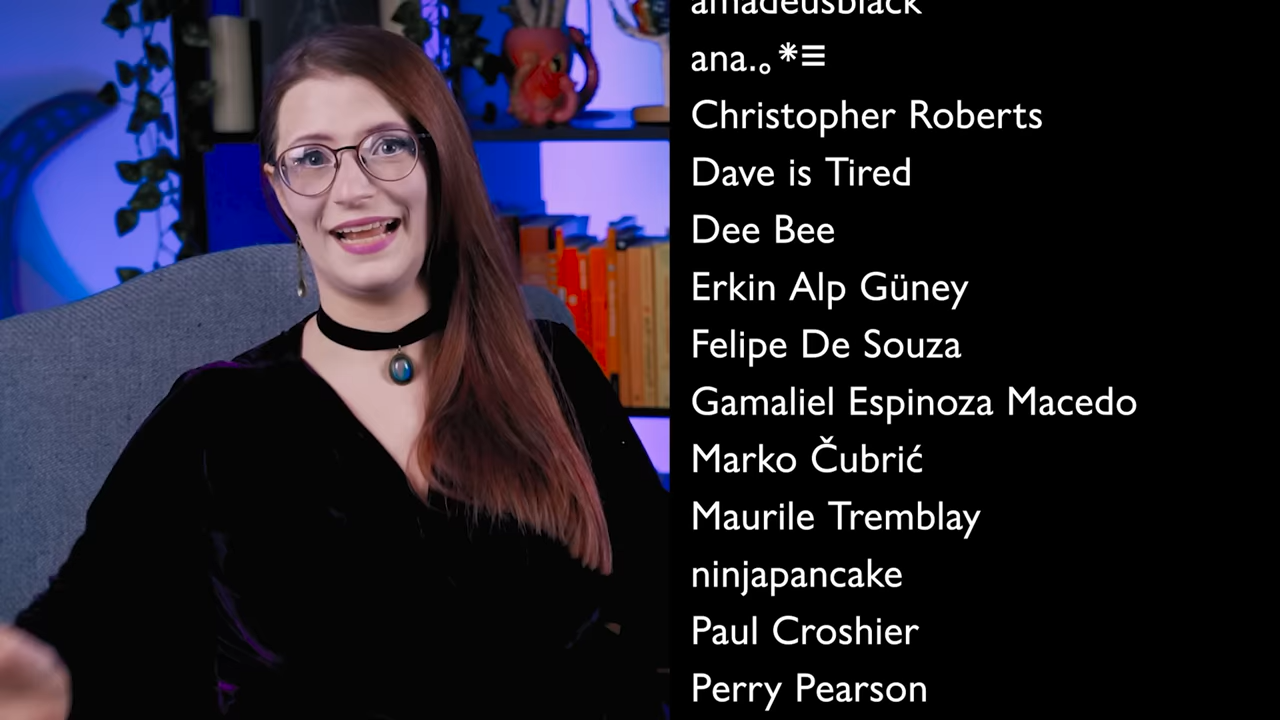 amadeusblack
ana.｡*≡
Christopher Roberts
Dave is Tired
Dee Bee
Erkin Alp Güney
Felipe De Souza
Gamaliel Espinoza Macedo
Marko Čubrić
Maurile Tremblay
ninjapancake
Paul Croshier
Perry Pearson